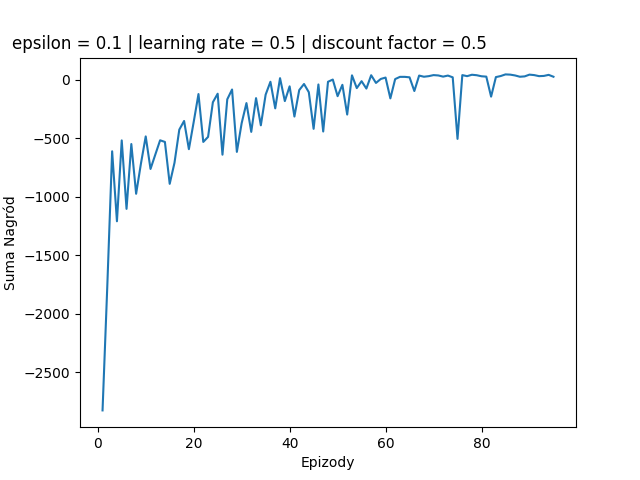 epsilon = 0.1 | learning rate = 0.5 | discount factor = 0.5
0
−500
−1000
−1500
−2000
−2500
Suma Nagród
0 20 40 60 80
Epizody